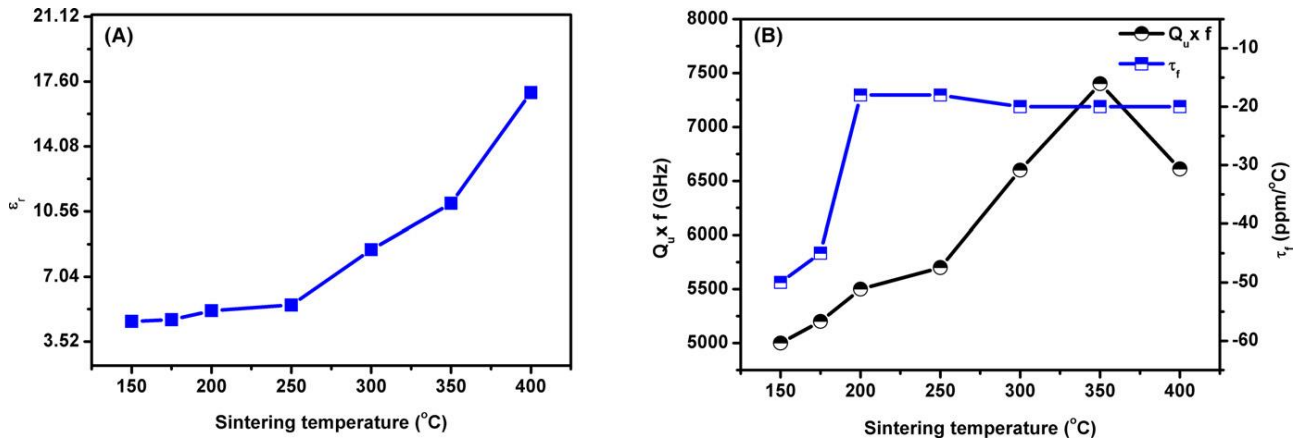 (A)
21.12
17.60
14.08
10.56
7.04
3.52
εr
150 200 250 300 350 400
Sintering temperature (°C)
(B)
8000
7500
7000
6500
6000
5500
5000
Qu x f (GHz)
Qu x f
τf
-10
-20
-30
-40
-50
-60
τf (ppm/°C)
150 200 250 300 350 400
Sintering temperature (°C)